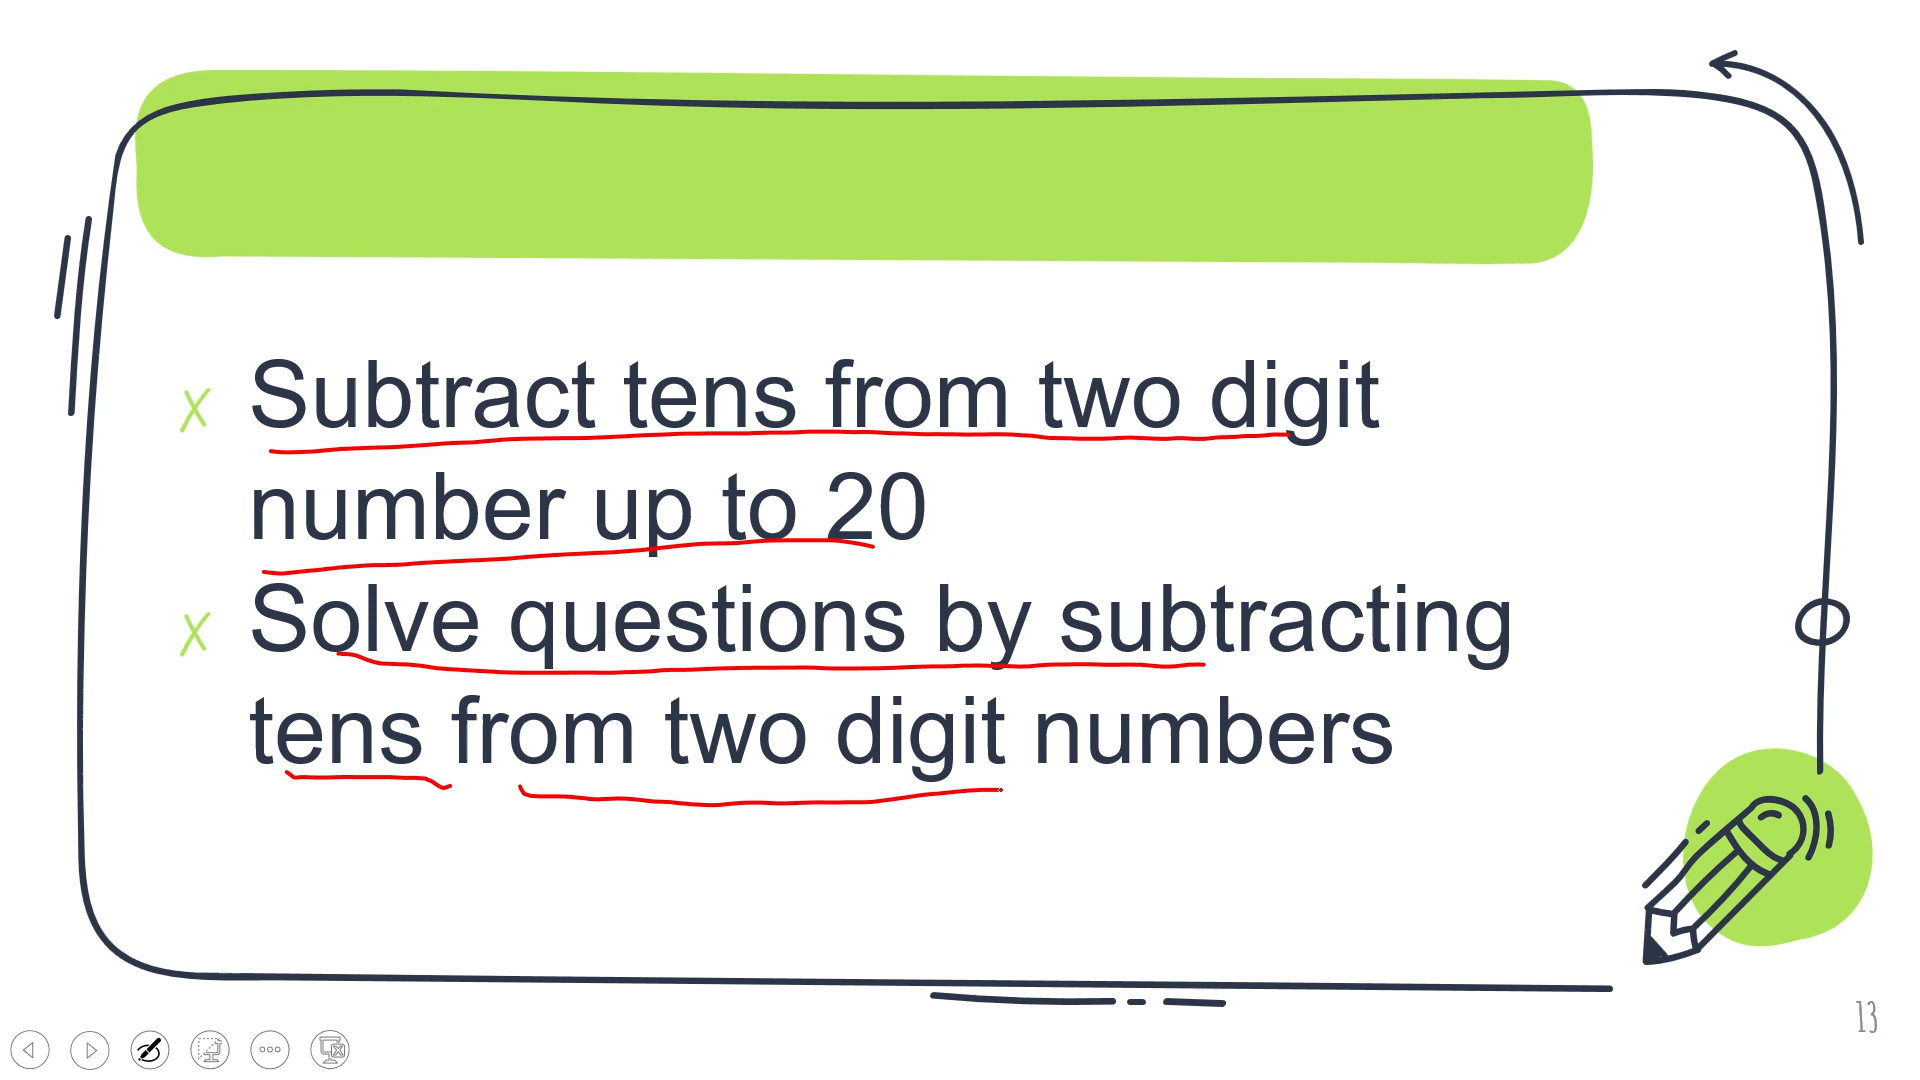 Subtract tens from two digit
number up to 20
Solve questions by subtracting
tens from two digit numbers
13